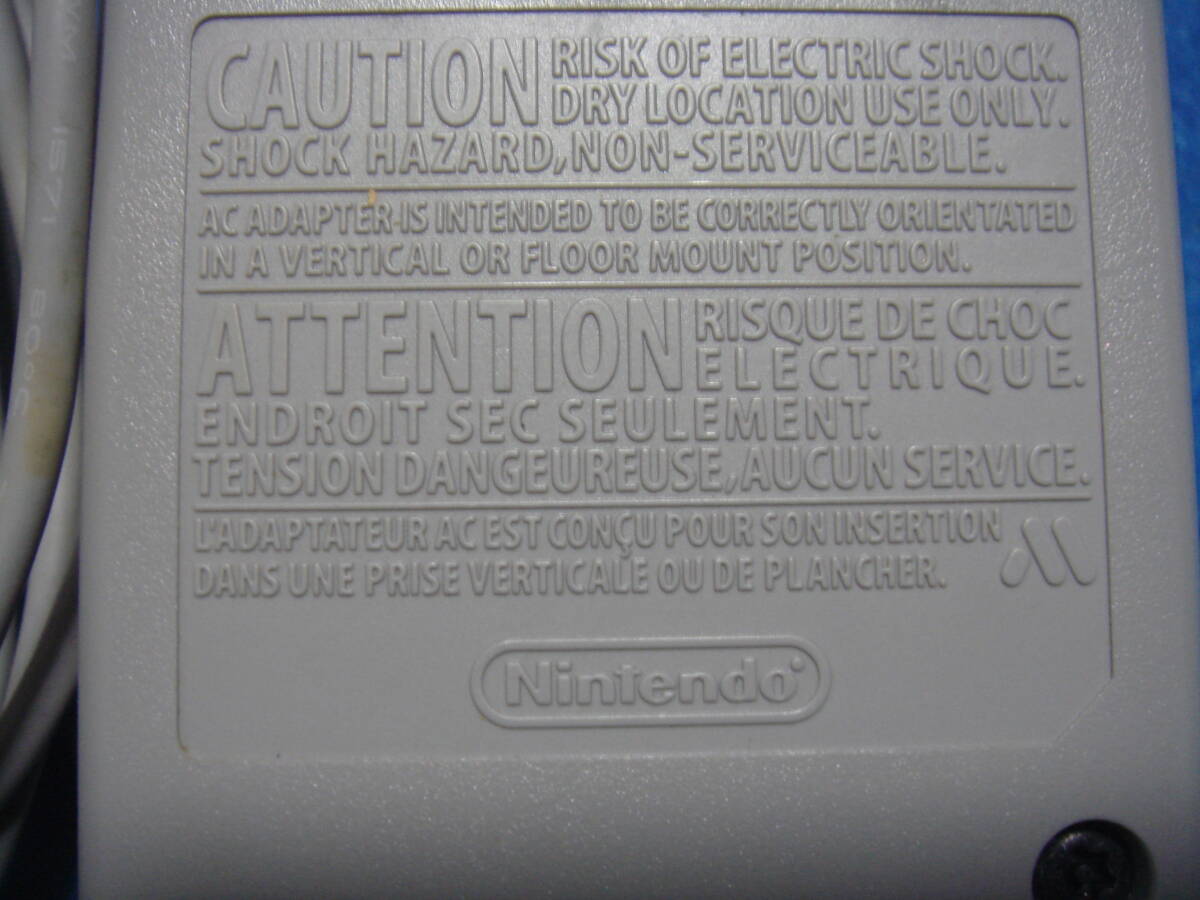 CAUTION RISK OF ELECTRIC SHOCK.
DRY LOCATION USE ONLY.
SHOCK HAZARD, NON-SERVICEABLE.
AC ADAPTER IS INTENDED TO BE CORRECTLY ORIENTATED
IN A VERTICAL OR FLOOR MOUNT POSITION.
ATTENTION RISQUE DE CHOC
ELECTRIQUE.
ENDROIT SEC SEULEMENT.
TENSION DANGEUREUSE, AUCUN SERVICE.
L'ADAPTATEUR AC EST CONÇU POUR SON INSERTION
DANS UNE PRISE VERTICALE OU DE PLANCHER.
Nintendo
1571 80°C